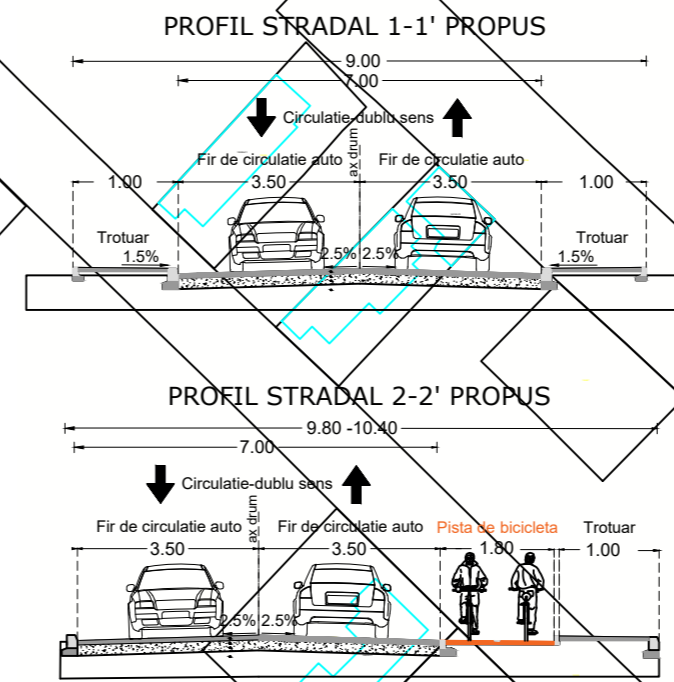 PROFIL STRADAL 1-1' PROPUS
9.00
7.00
Circulatie-dublu sens
ax drum
Fir de circulatie auto Fir de circulatie auto
1.00 3.50 3.50 1.00
Trotuar Trotuar
1.5% 2.5% 2.5% 1.5%
PROFIL STRADAL 2-2' PROPUS
9.80 -10.40
7.00
Circulatie-dublu sens
ax drum
Fir de circulatie auto Fir de circulatie auto Pista de bicicleta Trotuar
3.50 3.50 1.80 1.00
2.5% 2.5%